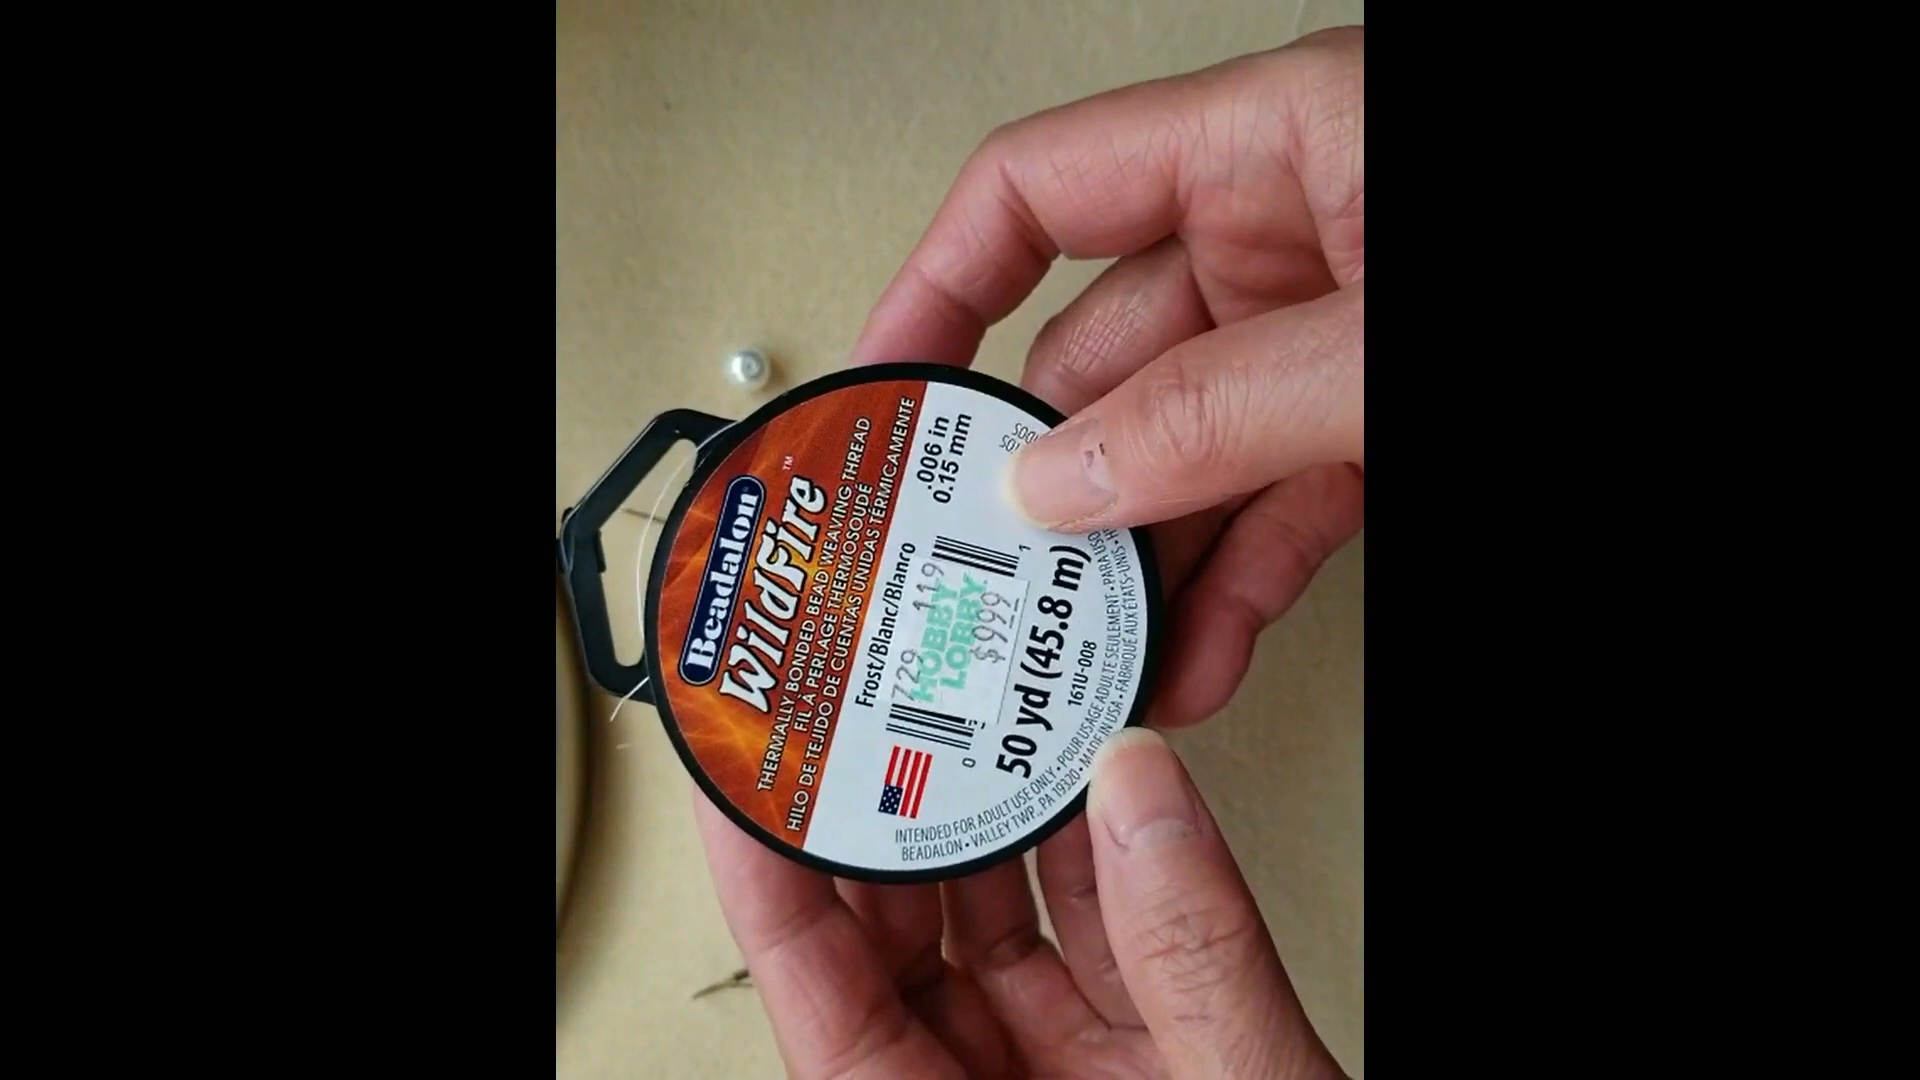 Beadalon
WildFire™
THERMALLY BONDED BEAD WEAVING THREAD
FIL À PERLAGE THERMOSOUDÉ
HILO DE TEJIDO DE CUENTAS UNIDAS TÉRMICAMENTE
Frost/Blanc/Blanco
.006 in
0.15 mm
729 119
HOBBY
LOBBY
$9.99
0
1
50 yd (45.8 m)
161U-008
INTENDED FOR ADULT USE ONLY • POUR USAGE ADULTE SEULEMENT • PARA USO
BEADALON • VALLEY TWP., PA 19320 • MADE IN USA • FABRIQUÉ AUX ÉTATS-UNIS •